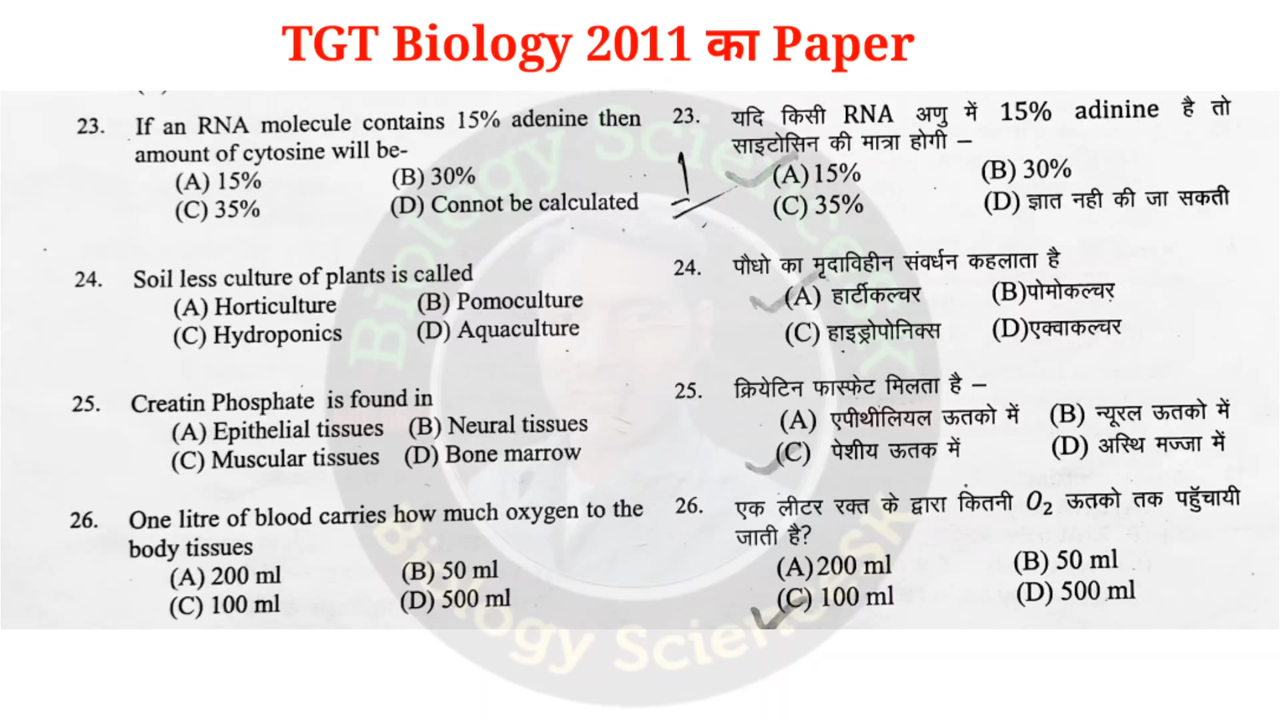 TGT Biology 2011 का Paper
23. If an RNA molecule contains 15% adenine then
amount of cytosine will be-
(A) 15% (B) 30%
(C) 35% (D) Connot be calculated
24. Soil less culture of plants is called
(A) Horticulture (B) Pomoculture
(C) Hydroponics (D) Aquaculture
25. Creatin Phosphate is found in
(A) Epithelial tissues (B) Neural tissues
(C) Muscular tissues (D) Bone marrow
26. One litre of blood carries how much oxygen to the
body tissues
(A) 200 ml (B) 50 ml
(C) 100 ml (D) 500 ml
23. यदि किसी RNA अणु में 15% adinine है तो
साइटोसिन की मात्रा होगी –
(A) 15% (B) 30%
(C) 35% (D) ज्ञात नही की जा सकती
24. पौधो का मृदाविहीन संवर्धन कहलाता है
(A) हार्टीकल्चर (B)पोमोकल्चर
(C) हाइड्रोपोनिक्स (D)एक्वाकल्चर
25. क्रियेटिन फास्फेट मिलता है –
(A) एपीथीलियल ऊतको में (B) न्यूरल ऊतको में
(C) पेशीय ऊतक में (D) अस्थि मज्जा में
26. एक लीटर रक्त के द्वारा कितनी O2 ऊतको तक पहुँचायी
जाती है?
(A) 200 ml (B) 50 ml
(C) 100 ml (D) 500 ml
Biology Science